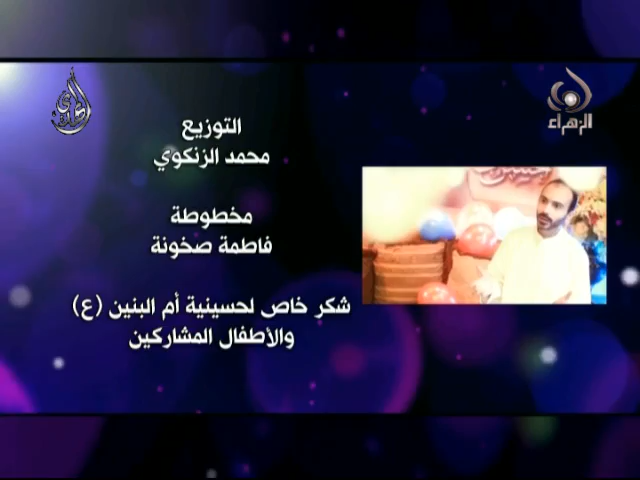 الزهراء
التوزيع
محمد الزنكوي
مخطوطة
فاطمة صخونة
شكر خاص لحسينية أم البنين (ع)
والأطفال المشاركين